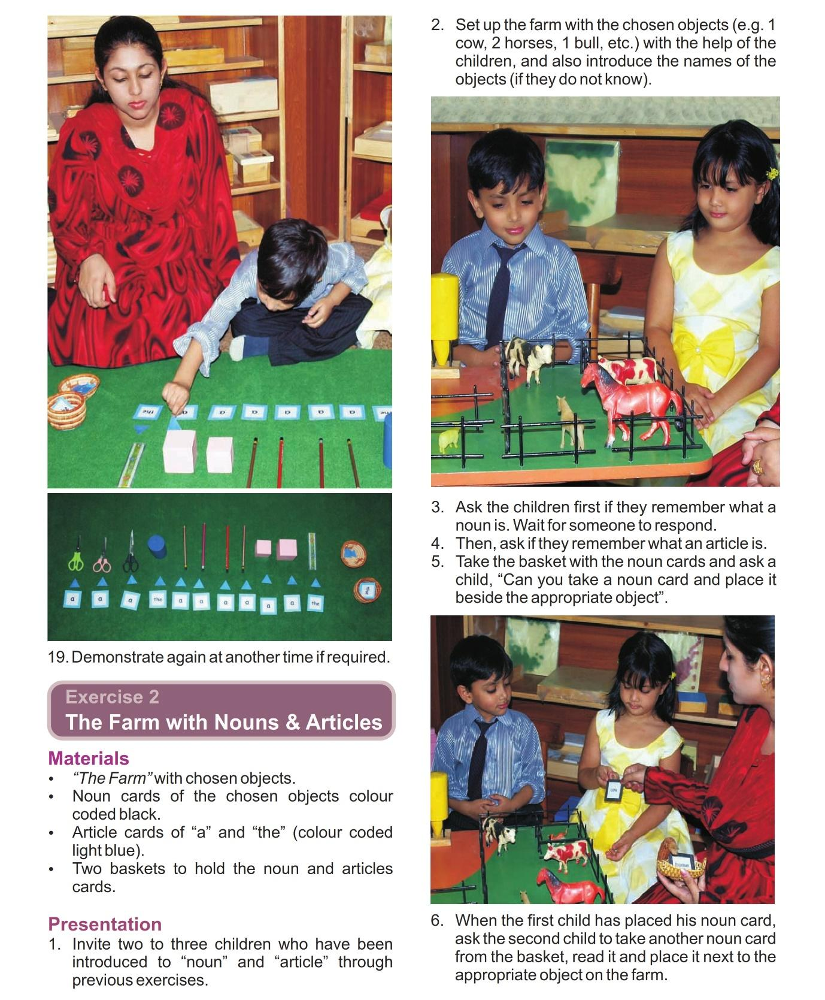 19. Demonstrate again at another time if required.
Exercise 2
The Farm with Nouns & Articles
Materials
• “The Farm” with chosen objects.
• Noun cards of the chosen objects colour
coded black.
• Article cards of “a” and “the” (colour coded
light blue).
• Two baskets to hold the noun and articles
cards.
Presentation
1. Invite two to three children who have been
introduced to “noun” and “article” through
previous exercises.
2. Set up the farm with the chosen objects (e.g. 1
cow, 2 horses, 1 bull, etc.) with the help of the
children, and also introduce the names of the
objects (if they do not know).
3. Ask the children first if they remember what a
noun is. Wait for someone to respond.
4. Then, ask if they remember what an article is.
5. Take the basket with the noun cards and ask a
child, “Can you take a noun card and place it
beside the appropriate object”.
6. When the first child has placed his noun card,
ask the second child to take another noun card
from the basket, read it and place it next to the
appropriate object on the farm.
the a a a a a a the
a a a the a a a a a a the
the
cow
horse